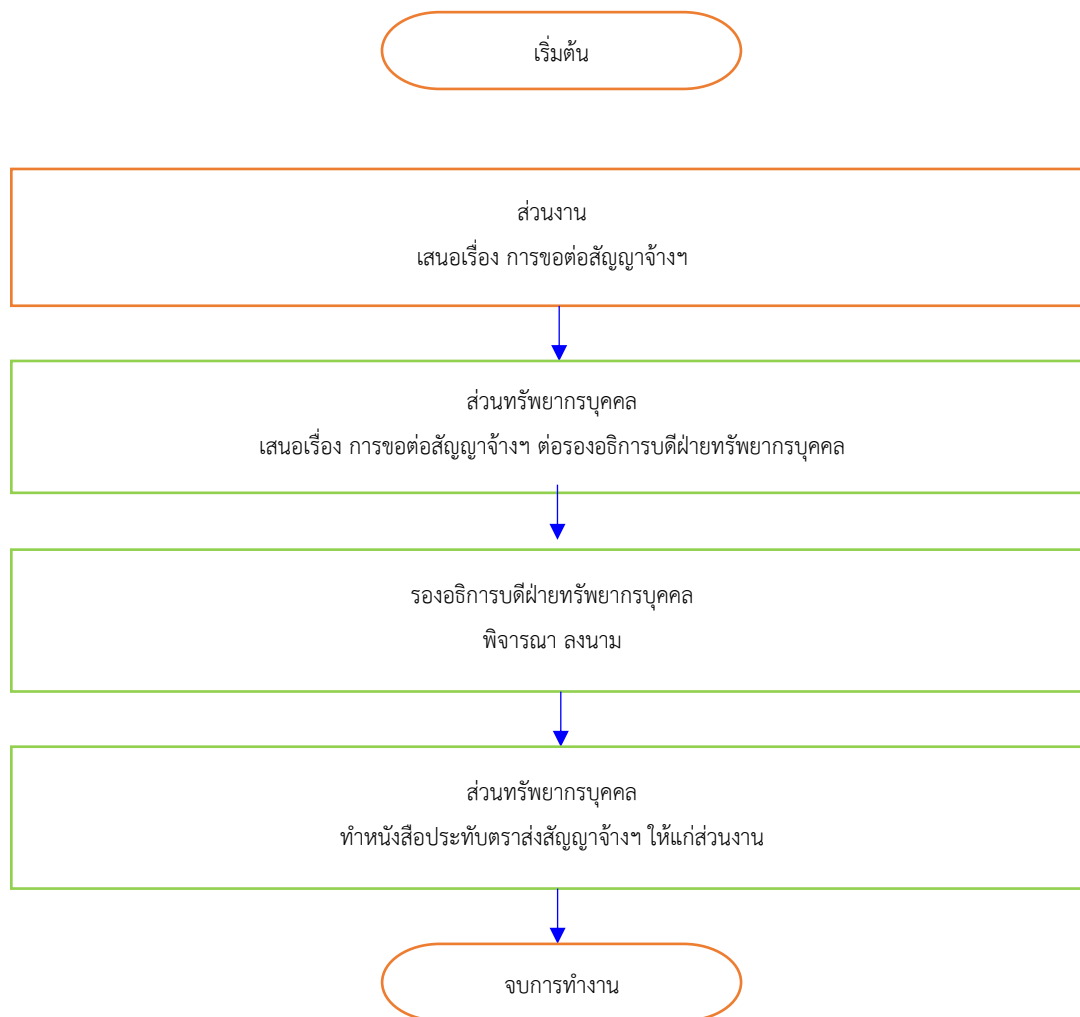 เริ่มต้น
ส่วนงาน
เสนอเรื่อง การขอต่อสัญญาจ้างฯ
ส่วนทรัพยากรบุคคล
เสนอเรื่อง การขอต่อสัญญาจ้างฯ ต่อรองอธิการบดีฝ่ายทรัพยากรบุคคล
รองอธิการบดีฝ่ายทรัพยากรบุคคล
พิจารณา ลงนาม
ส่วนทรัพยากรบุคคล
ทำหนังสือประทับตราส่งสัญญาจ้างฯ ให้แก่ส่วนงาน
จบการทำงาน